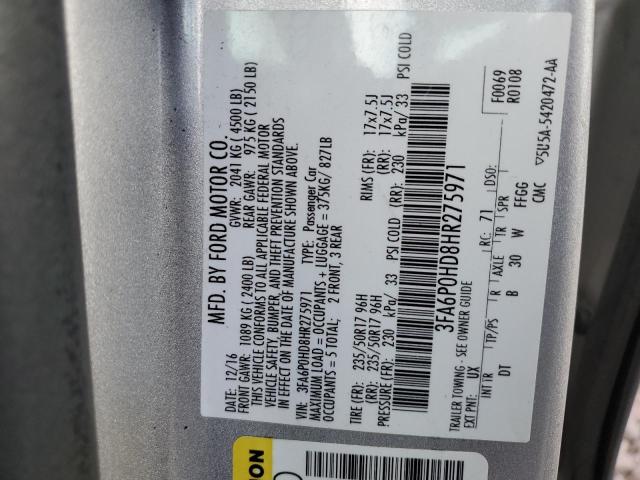 MFD. BY FORD MOTOR CO.
DATE: 12/16 GVWR: 2041 KG ( 4500 LB)
FRONT GAWR: 1089 KG ( 2400 LB) REAR GAWR: 975 KG ( 2150 LB)
THIS VEHICLE CONFORMS TO ALL APPLICABLE FEDERAL MOTOR
VEHICLE SAFETY, BUMPER, AND THEFT PREVENTION STANDARDS
IN EFFECT ON THE DATE OF MANUFACTURE SHOWN ABOVE.
VIN: 3FA6P0HD8HR275971 TYPE: Passenger Car
MAXIMUM LOAD = OCCUPANTS + LUGGAGE = 375KG/ 827LB
OCCUPANTS = 5 TOTAL: 2 FRONT, 3 REAR
TIRE (FR): 235/50R17 96H RIMS (FR): 17x7.5J
(RR): 235/50R17 96H (RR): 17x7.5J
PRESSURE (FR): 230 kPa/ 33 PSI COLD (RR): 230 kPa/ 33 PSI COLD
3FA6P0HD8HR275971
TRAILER TOWING - SEE OWNER GUIDE F0069
EXT PNT: UX RC: 71 DSO: R0108
INT TR TP/PS R AXLE TR SPR
DT B 30 W FFGG
CMC ▽5U5A-5420472-AA